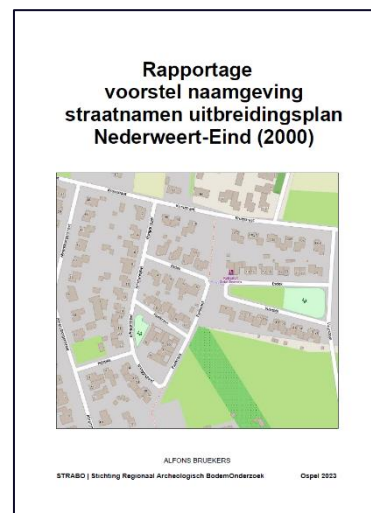 Rapportage
voorstel naamgeving
straatnamen uitbreidingsplan
Nederweert-Eind (2000)
ALFONS BRUEKERS
STRABO | Stichting Regionaal Archeologisch BodemOnderzoek Ospel 2023